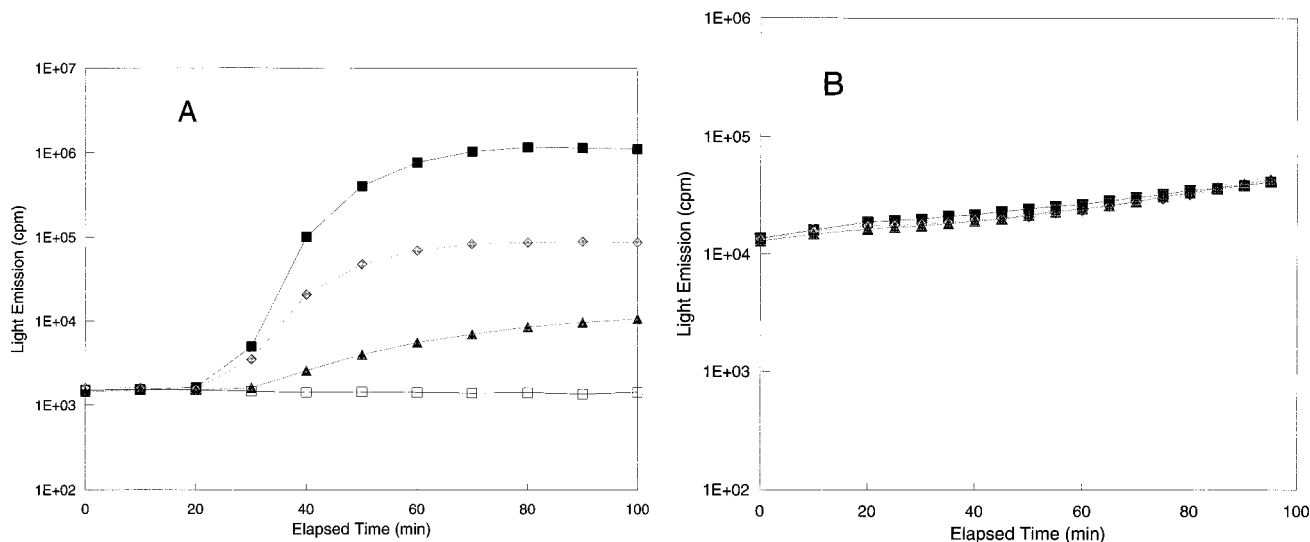 A
1E+07
1E+06
1E+05
1E+04
1E+03
1E+02
Light Emission (cpm)
0
20
40
60
80
100
Elapsed Time (min)
B
1E+06
1E+05
1E+04
1E+03
1E+02
Light Emission (cpm)
0
20
40
60
80
100
Elapsed Time (min)